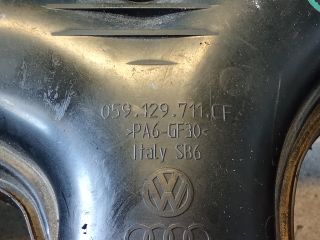 059.129.711.CF
>PA6-GF30<
Italy SB6